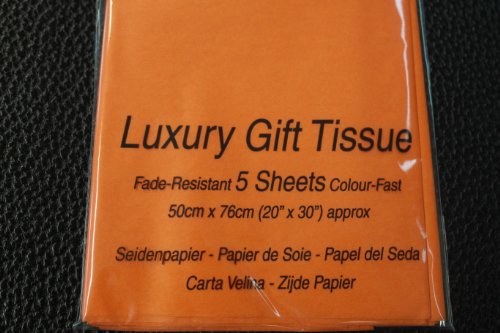 Luxury Gift Tissue
Fade-Resistant 5 Sheets Colour-Fast
50cm x 76cm (20" x 30") approx
Seidenpapier - Papier de Soie - Papel del Seda
Carta Velina - Zijde Papier